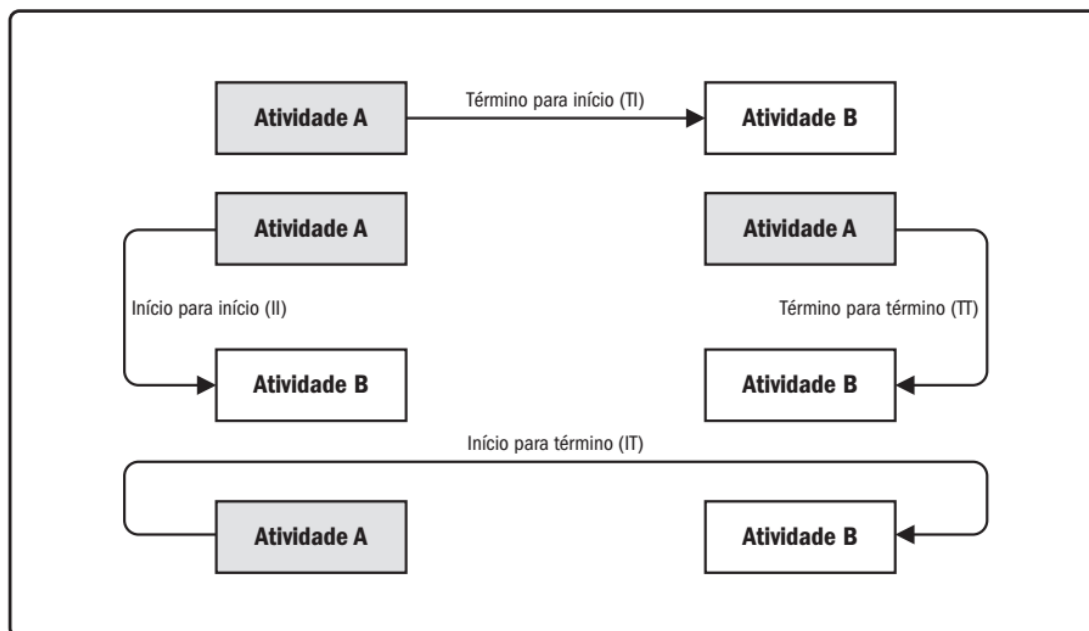 Atividade A
Término para início (TI)
Atividade B
Atividade A
Atividade A
Início para início (II)
Término para término (TT)
Atividade B
Atividade B
Início para término (IT)
Atividade A
Atividade B